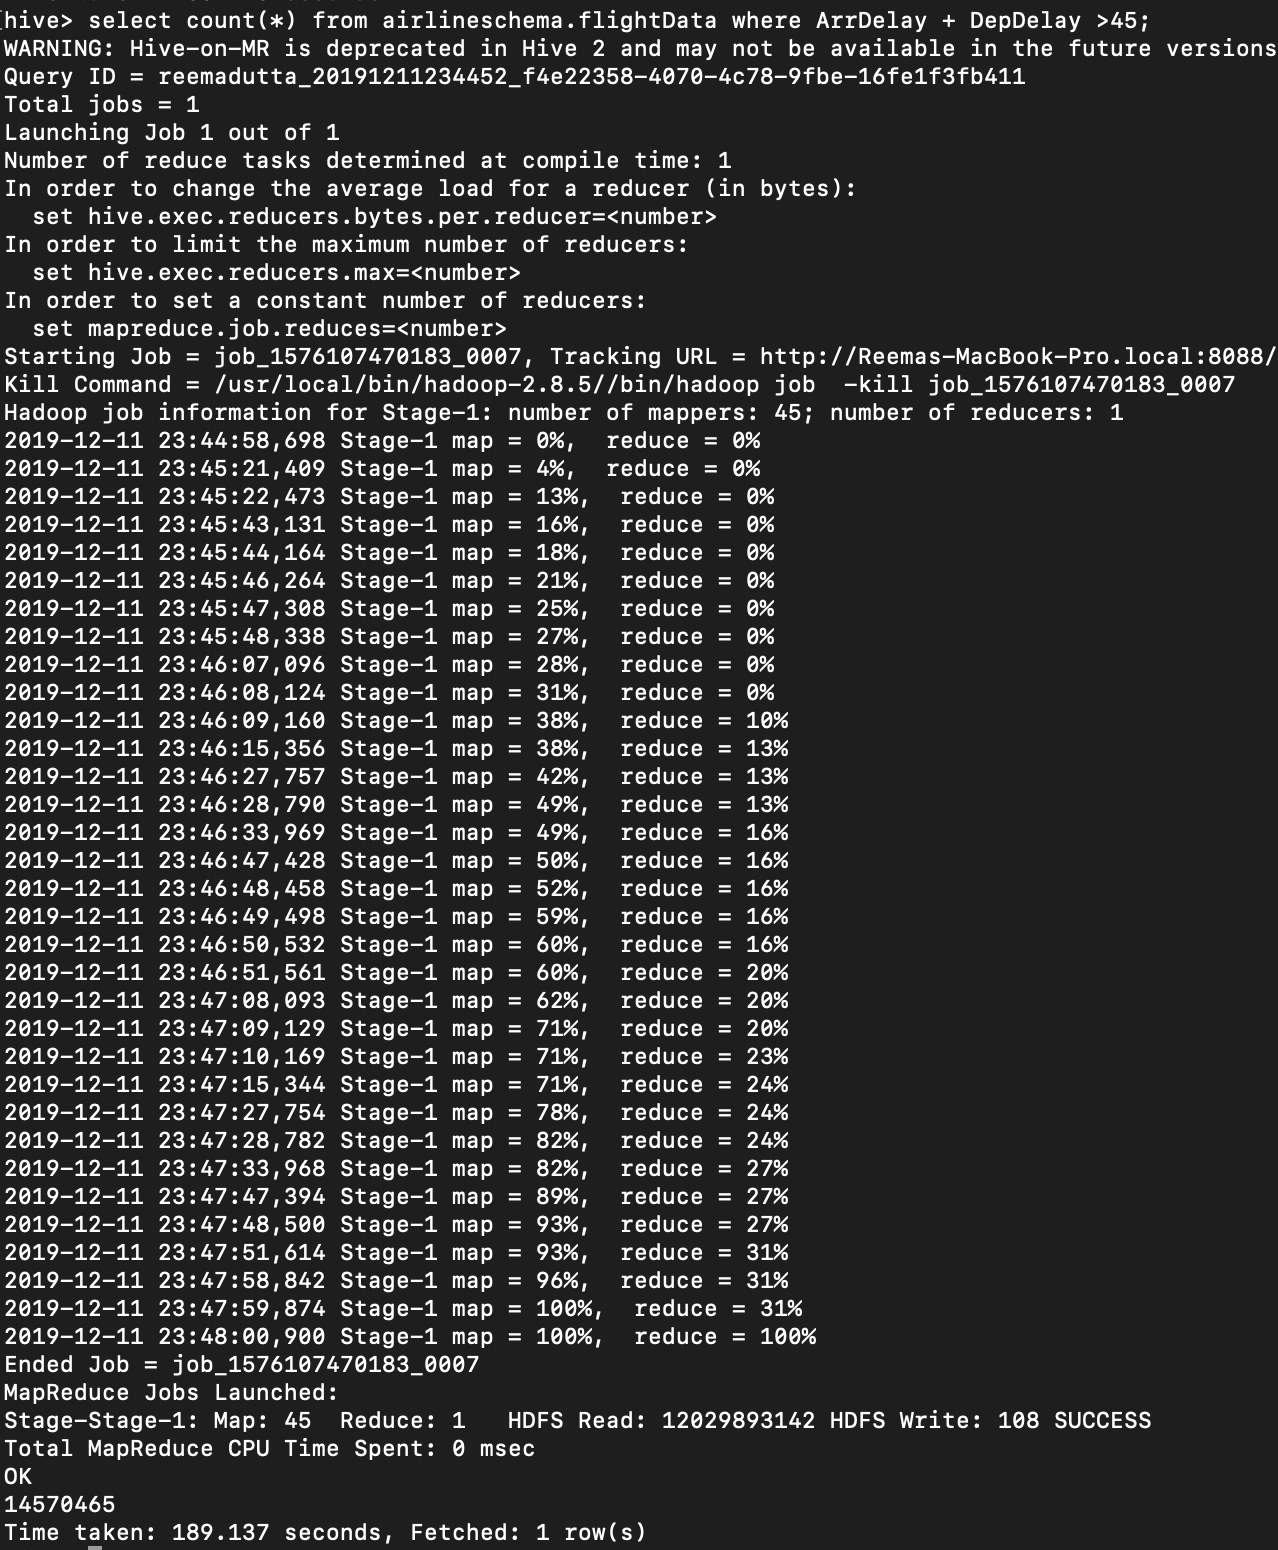 hive> select count(*) from airlineschema.flightData where ArrDelay + DepDelay >45;
WARNING: Hive-on-MR is deprecated in Hive 2 and may not be available in the future versions
Query ID = reemadutta_20191211234452_f4e22358-4070-4c78-9fbe-16fe1f3fb411
Total jobs = 1
Launching Job 1 out of 1
Number of reduce tasks determined at compile time: 1
In order to change the average load for a reducer (in bytes):
  set hive.exec.reducers.bytes.per.reducer=<number>
In order to limit the maximum number of reducers:
  set hive.exec.reducers.max=<number>
In order to set a constant number of reducers:
  set mapreduce.job.reduces=<number>
Starting Job = job_1576107470183_0007, Tracking URL = http://Reemas-MacBook-Pro.local:8088/
Kill Command = /usr/local/bin/hadoop-2.8.5//bin/hadoop job  -kill job_1576107470183_0007
Hadoop job information for Stage-1: number of mappers: 45; number of reducers: 1
2019-12-11 23:44:58,698 Stage-1 map = 0%,  reduce = 0%
2019-12-11 23:45:21,409 Stage-1 map = 4%,  reduce = 0%
2019-12-11 23:45:22,473 Stage-1 map = 13%,  reduce = 0%
2019-12-11 23:45:43,131 Stage-1 map = 16%,  reduce = 0%
2019-12-11 23:45:44,164 Stage-1 map = 18%,  reduce = 0%
2019-12-11 23:45:46,264 Stage-1 map = 21%,  reduce = 0%
2019-12-11 23:45:47,308 Stage-1 map = 25%,  reduce = 0%
2019-12-11 23:45:48,338 Stage-1 map = 27%,  reduce = 0%
2019-12-11 23:46:07,096 Stage-1 map = 28%,  reduce = 0%
2019-12-11 23:46:08,124 Stage-1 map = 31%,  reduce = 0%
2019-12-11 23:46:09,160 Stage-1 map = 38%,  reduce = 10%
2019-12-11 23:46:15,356 Stage-1 map = 38%,  reduce = 13%
2019-12-11 23:46:27,757 Stage-1 map = 42%,  reduce = 13%
2019-12-11 23:46:28,790 Stage-1 map = 49%,  reduce = 13%
2019-12-11 23:46:33,969 Stage-1 map = 49%,  reduce = 16%
2019-12-11 23:46:47,428 Stage-1 map = 50%,  reduce = 16%
2019-12-11 23:46:48,458 Stage-1 map = 52%,  reduce = 16%
2019-12-11 23:46:49,498 Stage-1 map = 59%,  reduce = 16%
2019-12-11 23:46:50,532 Stage-1 map = 60%,  reduce = 16%
2019-12-11 23:46:51,561 Stage-1 map = 60%,  reduce = 20%
2019-12-11 23:47:08,093 Stage-1 map = 62%,  reduce = 20%
2019-12-11 23:47:09,129 Stage-1 map = 71%,  reduce = 20%
2019-12-11 23:47:10,169 Stage-1 map = 71%,  reduce = 23%
2019-12-11 23:47:15,344 Stage-1 map = 71%,  reduce = 24%
2019-12-11 23:47:27,754 Stage-1 map = 78%,  reduce = 24%
2019-12-11 23:47:28,782 Stage-1 map = 82%,  reduce = 24%
2019-12-11 23:47:33,968 Stage-1 map = 82%,  reduce = 27%
2019-12-11 23:47:47,394 Stage-1 map = 89%,  reduce = 27%
2019-12-11 23:47:48,500 Stage-1 map = 93%,  reduce = 27%
2019-12-11 23:47:51,614 Stage-1 map = 93%,  reduce = 31%
2019-12-11 23:47:58,842 Stage-1 map = 96%,  reduce = 31%
2019-12-11 23:47:59,874 Stage-1 map = 100%,  reduce = 31%
2019-12-11 23:48:00,900 Stage-1 map = 100%,  reduce = 100%
Ended Job = job_1576107470183_0007
MapReduce Jobs Launched:
Stage-Stage-1: Map: 45  Reduce: 1   HDFS Read: 12029893142 HDFS Write: 108 SUCCESS
Total MapReduce CPU Time Spent: 0 msec
OK
14570465
Time taken: 189.137 seconds, Fetched: 1 row(s)